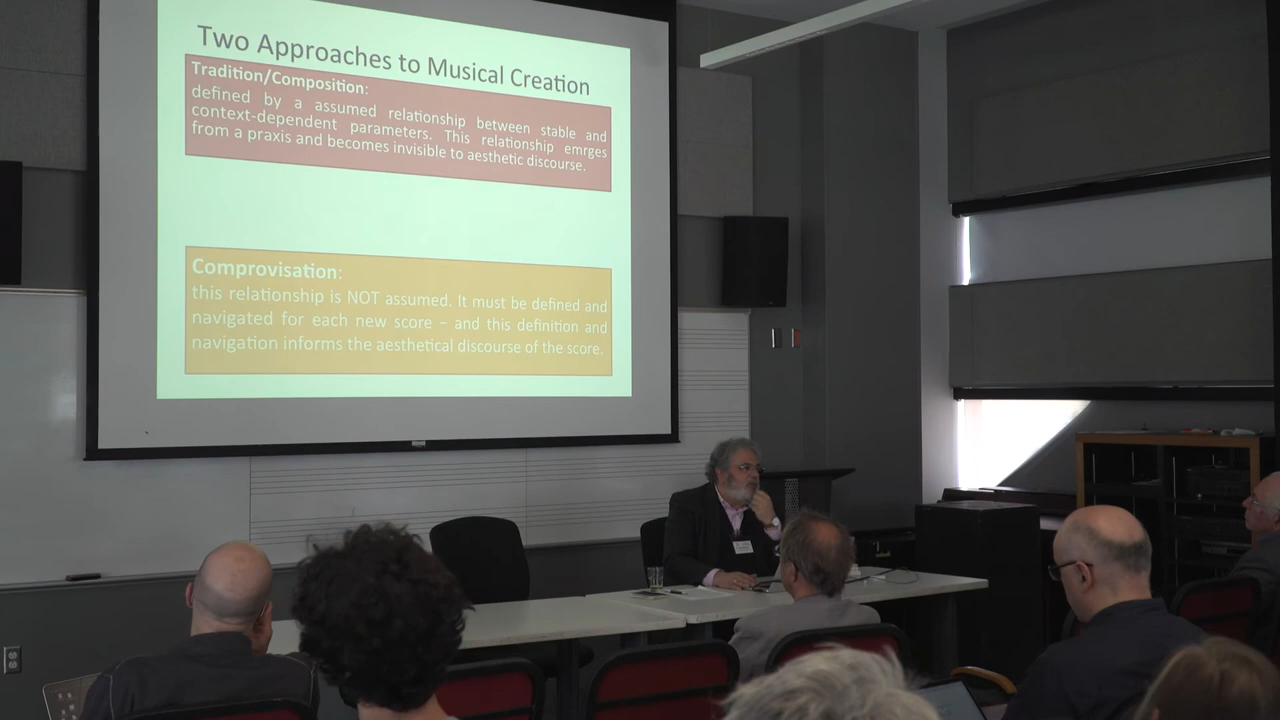 Two Approaches to Musical Creation
Tradition/Composition:
defined by a assumed relationship between stable and
context-dependent parameters. This relationship emrges
from a praxis and becomes invisible to aesthetic discourse.
Comprovisation:
this relationship is NOT assumed. It must be defined and
navigated for each new score – and this definition and
navigation informs the aesthetical discourse of the score.